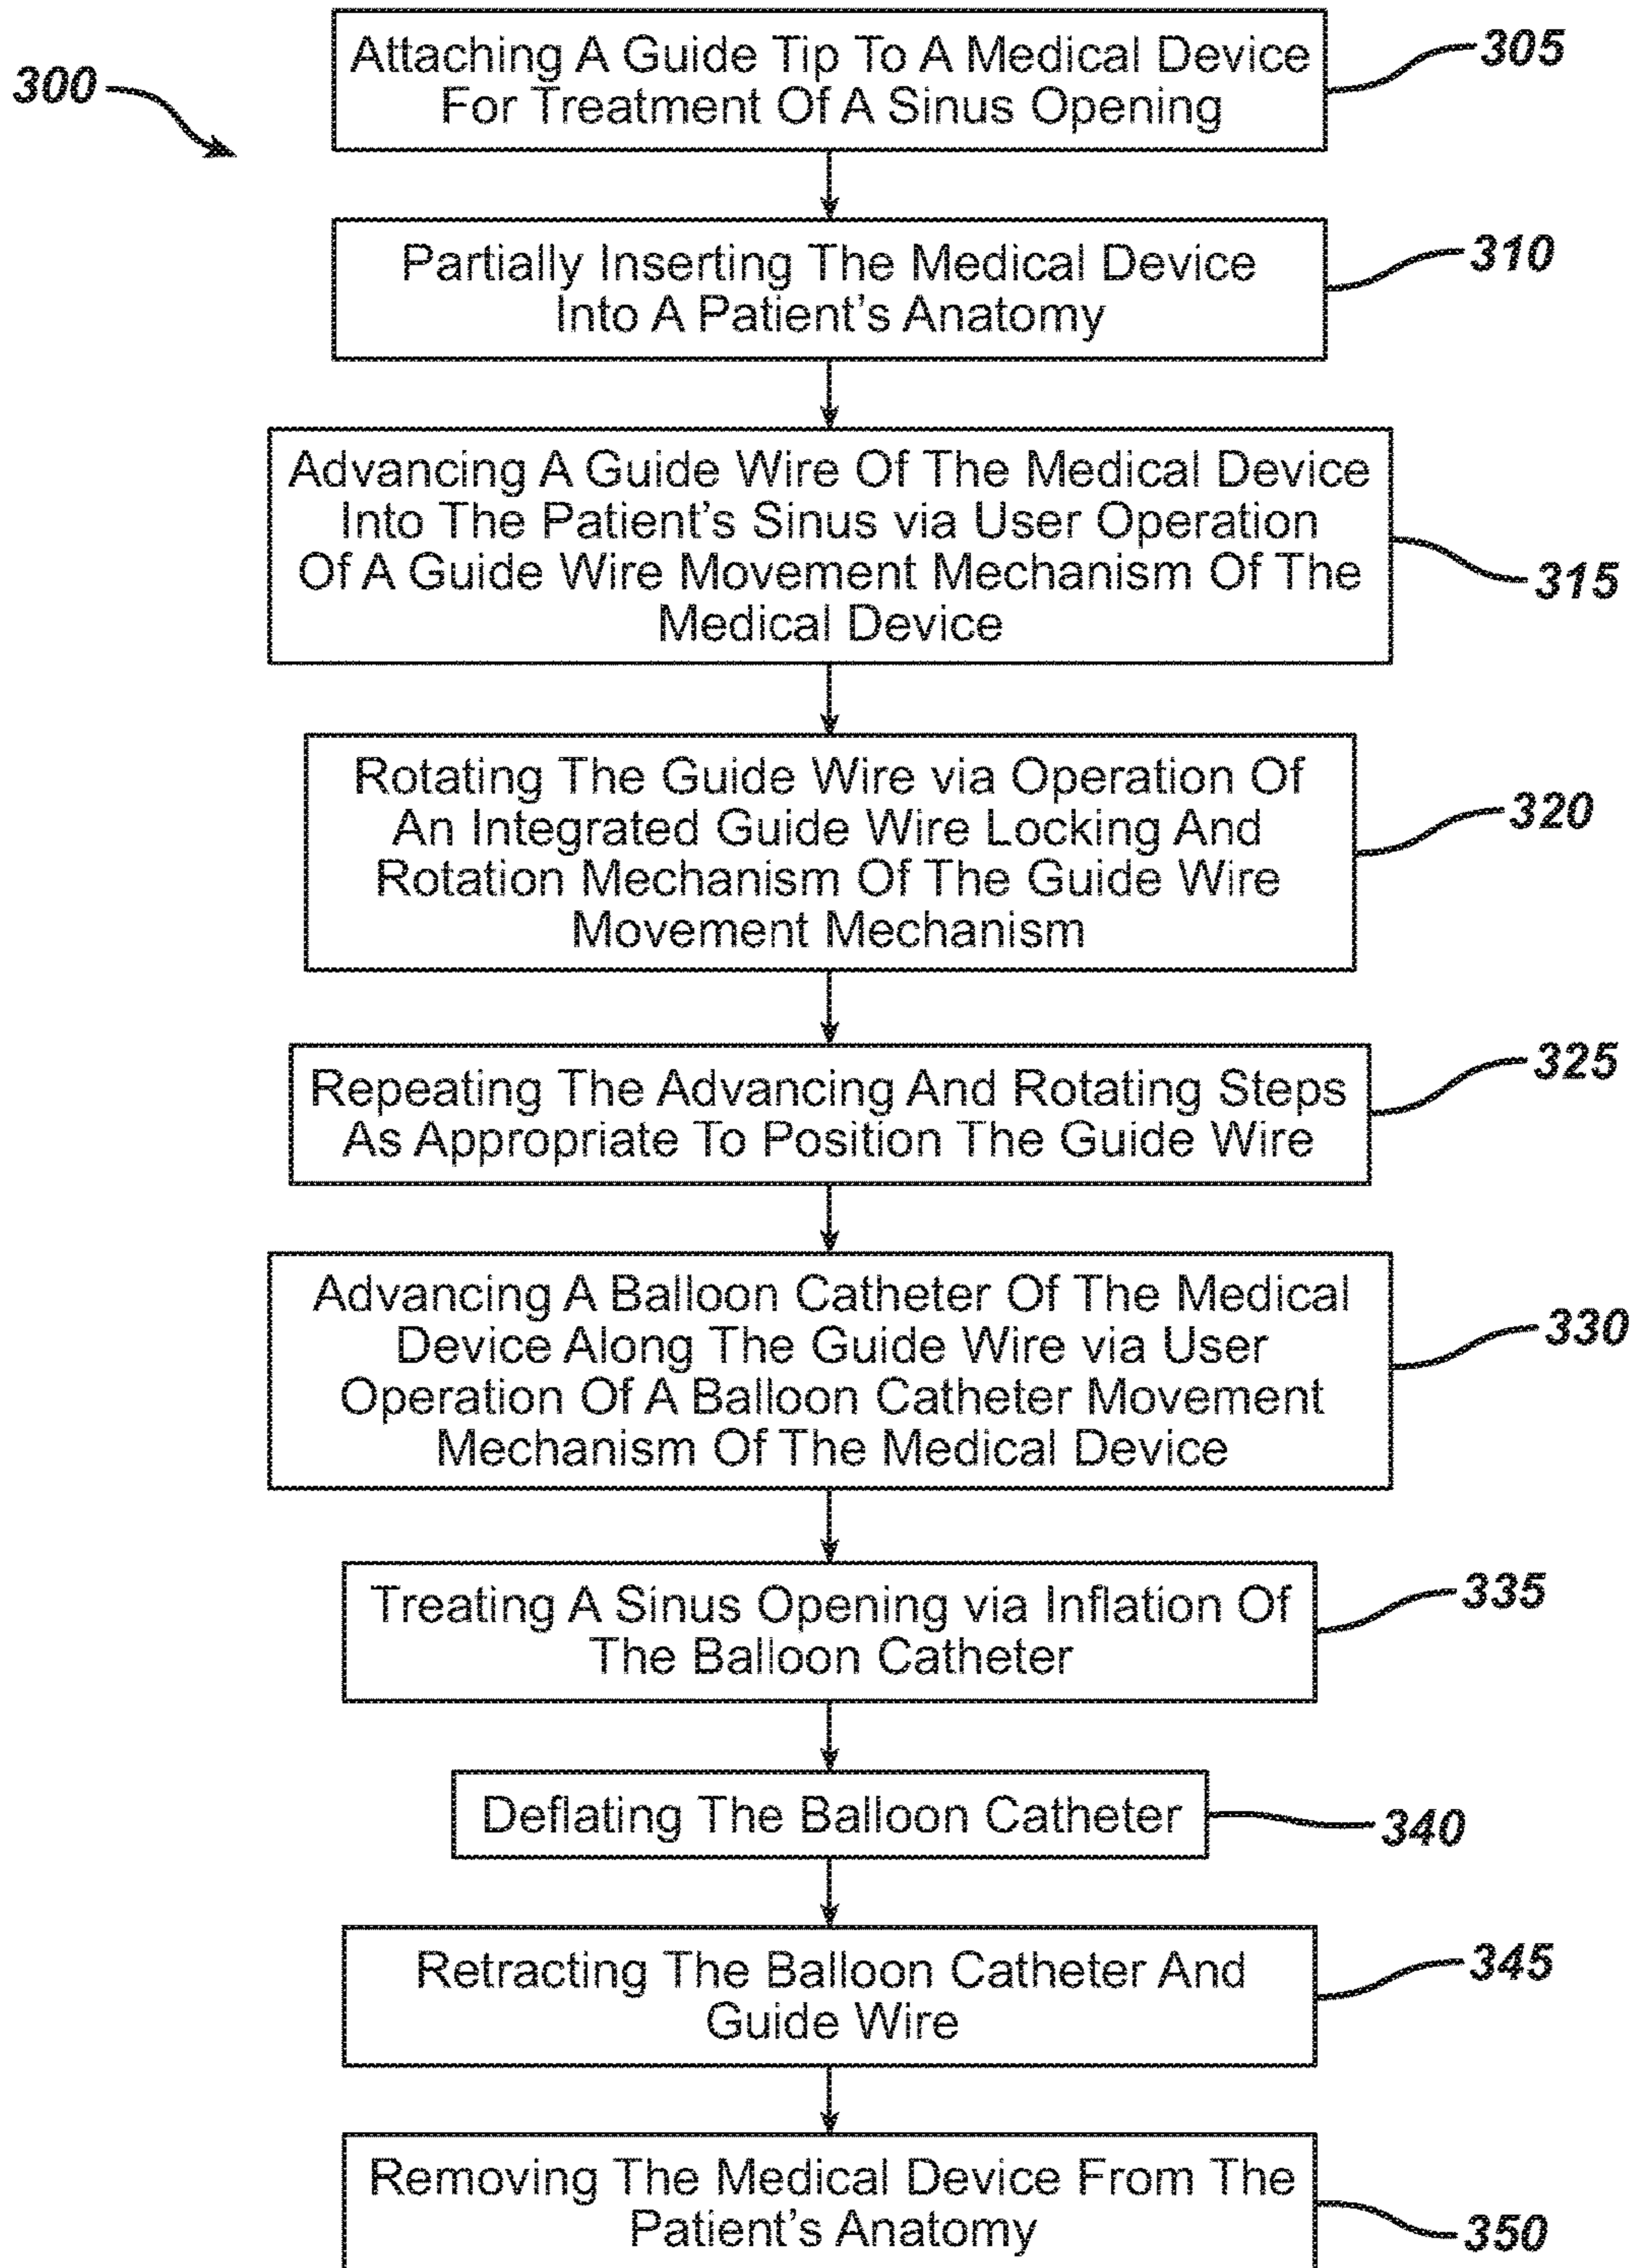 300
Attaching A Guide Tip To A Medical Device
For Treatment Of A Sinus Opening
305
Partially Inserting The Medical Device
Into A Patient's Anatomy
310
Advancing A Guide Wire Of The Medical Device
Into The Patient's Sinus via User Operation
Of A Guide Wire Movement Mechanism Of The
Medical Device
315
Rotating The Guide Wire via Operation Of
An Integrated Guide Wire Locking And
Rotation Mechanism Of The Guide Wire
Movement Mechanism
320
Repeating The Advancing And Rotating Steps
As Appropriate To Position The Guide Wire
325
Advancing A Balloon Catheter Of The Medical
Device Along The Guide Wire via User
Operation Of A Balloon Catheter Movement
Mechanism Of The Medical Device
330
Treating A Sinus Opening via Inflation Of
The Balloon Catheter
335
Deflating The Balloon Catheter
340
Retracting The Balloon Catheter And
Guide Wire
345
Removing The Medical Device From The
Patient's Anatomy
350